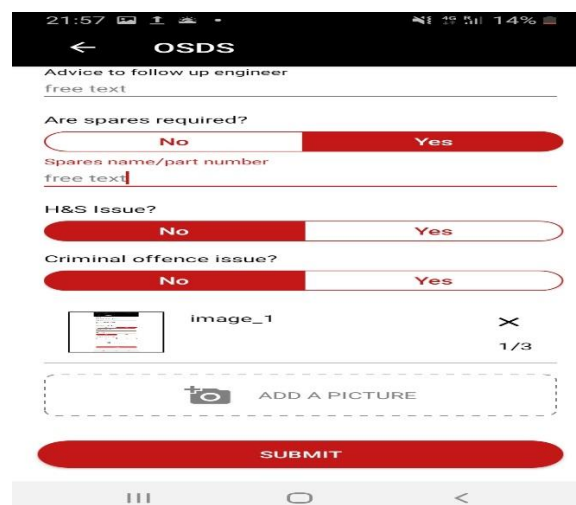 21:57 14%
OSDS
Advice to follow up engineer
free text
Are spares required?
No Yes
Spares name/part number
free text
H&S Issue?
No Yes
Criminal offence issue?
No Yes
image_1
1/3
ADD A PICTURE
SUBMIT